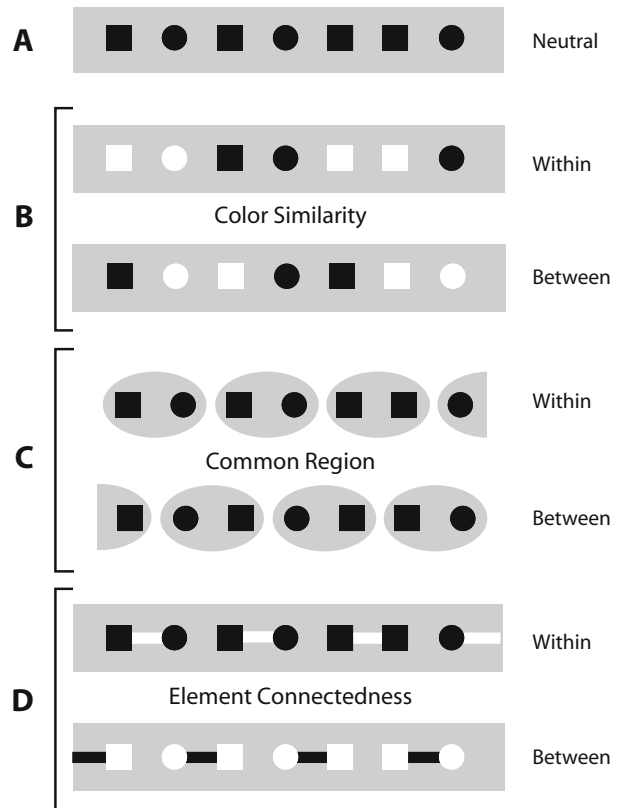 A Neutral
Within
B Color Similarity
Between
Within
C Common Region
Between
Within
D Element Connectedness
Between